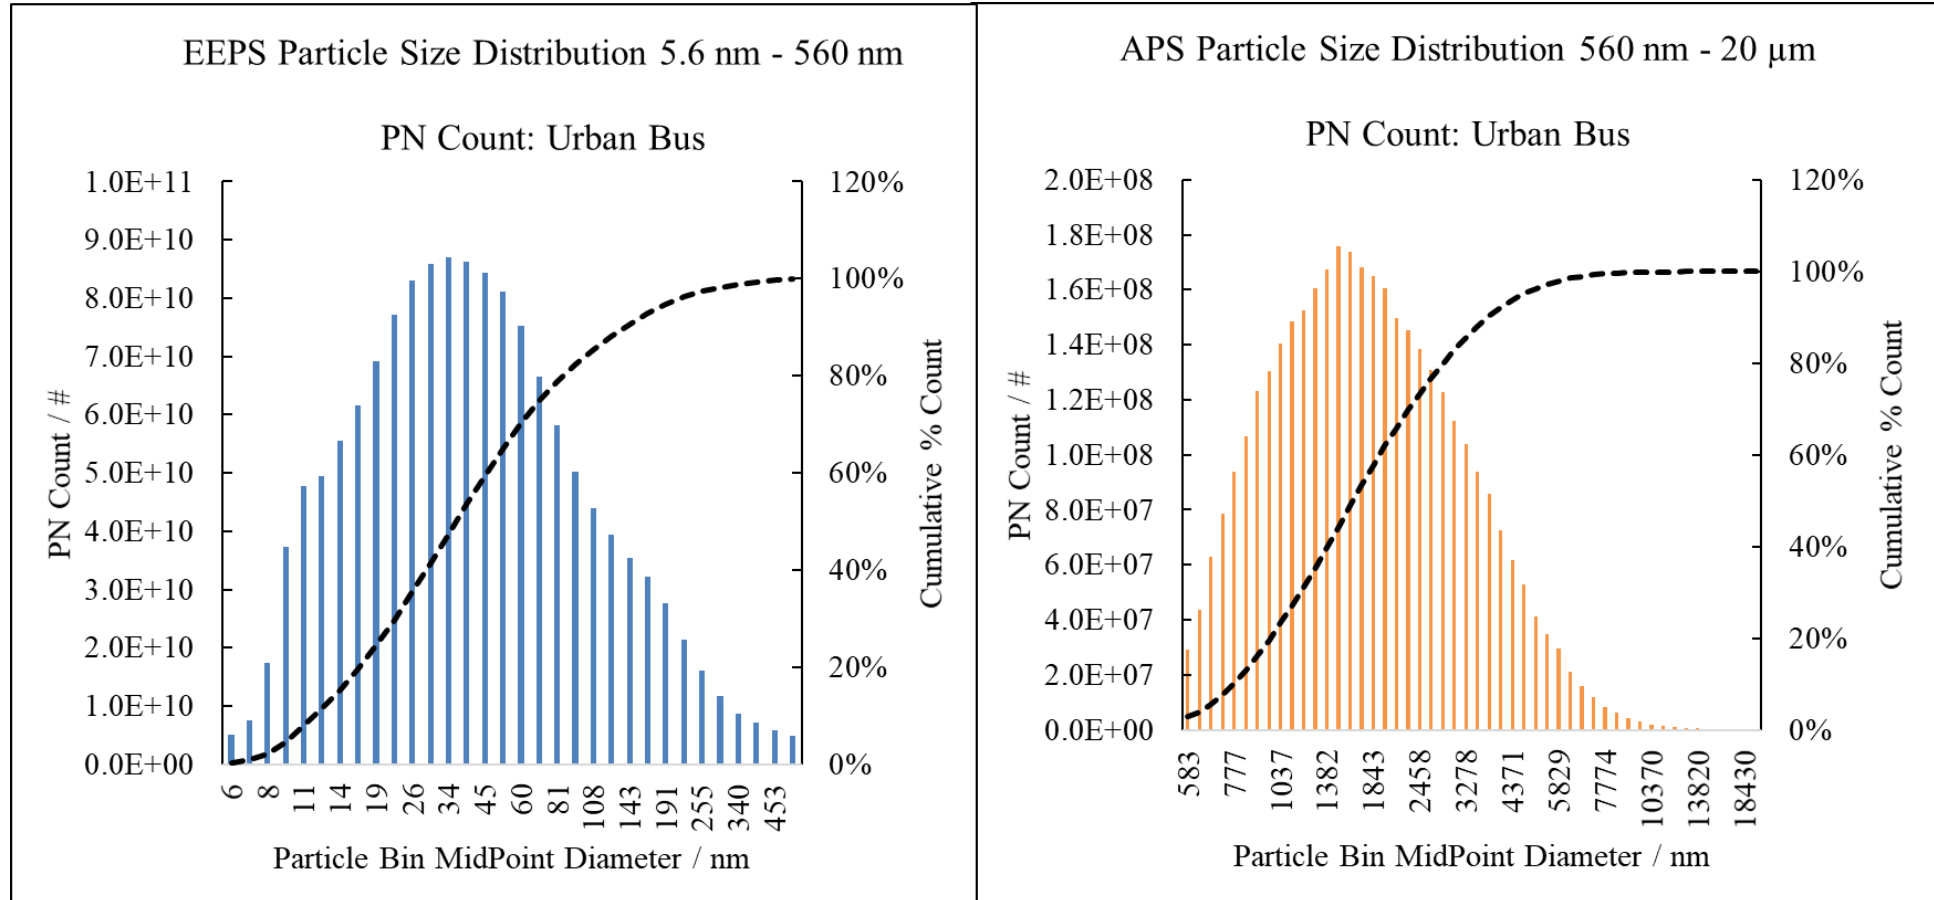 EEPS Particle Size Distribution 5.6 nm - 560 nm
PN Count: Urban Bus
1.0E+11
9.0E+10
8.0E+10
7.0E+10
6.0E+10
5.0E+10
4.0E+10
3.0E+10
2.0E+10
1.0E+10
0.0E+00
PN Count / #
120%
100%
80%
60%
40%
20%
0%
Cumulative % Count
6 8 11 14 19 26 34 45 60 81 108 143 191 255 340 453
Particle Bin MidPoint Diameter / nm
APS Particle Size Distribution 560 nm - 20 µm
PN Count: Urban Bus
2.0E+08
1.8E+08
1.6E+08
1.4E+08
1.2E+08
1.0E+08
8.0E+07
6.0E+07
4.0E+07
2.0E+07
0.0E+00
PN Count / #
120%
100%
80%
60%
40%
20%
0%
Cumulative % Count
583 777 1037 1382 1843 2458 3278 4371 5829 7774 10370 13820 18430
Particle Bin MidPoint Diameter / nm